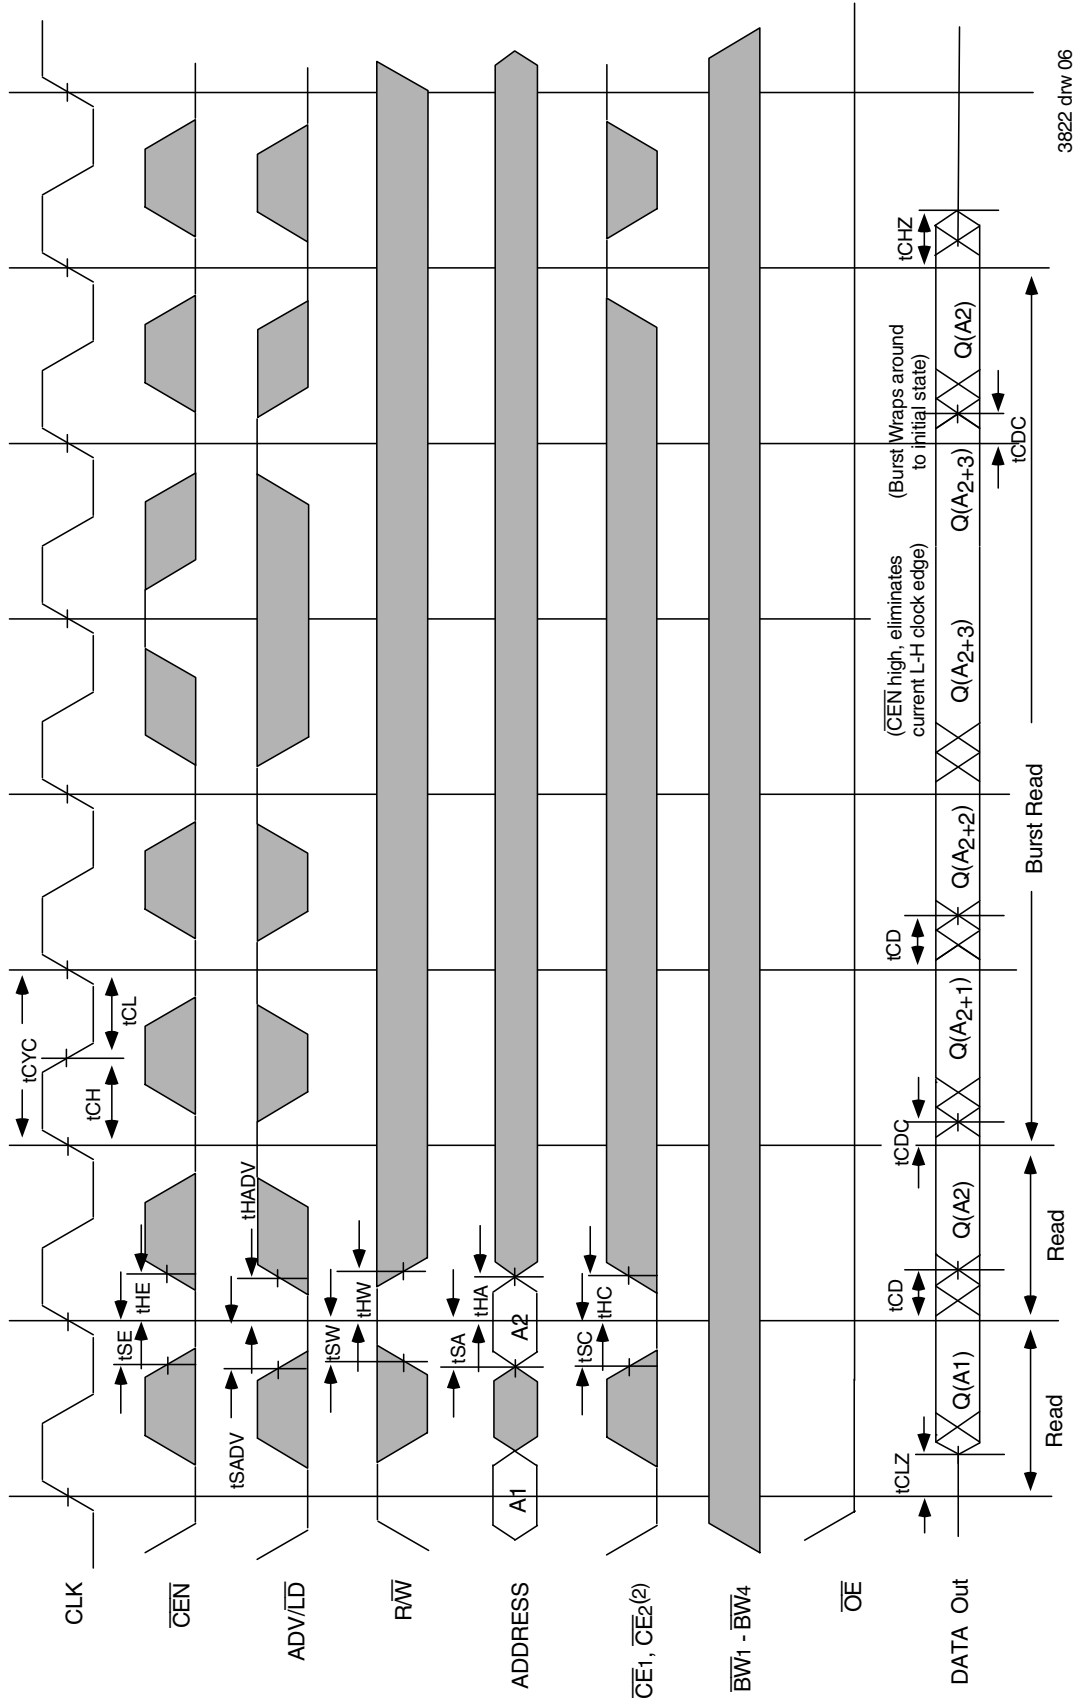 CLK
tCYC
tCH
tCL
CEN
tSE
tHE
ADV/LD
tSADV
tHADV
R/W
tSW
tHW
ADDRESS
A1
A2
tSA
tHA
CE1, CE2(2)
tSC
tHC
BW1 - BW4
OE
DATA Out
tCLZ
tCD
tCDC
tCD
(CEN high, eliminates
current L-H clock edge)
(Burst Wraps around
to initial state)
tCHZ
Q(A1)
Q(A2)
Q(A2+1)
Q(A2+2)
Q(A2+3)
Q(A2+3)
Q(A2)
tCDC
Read
Read
Burst Read
3822 drw 06